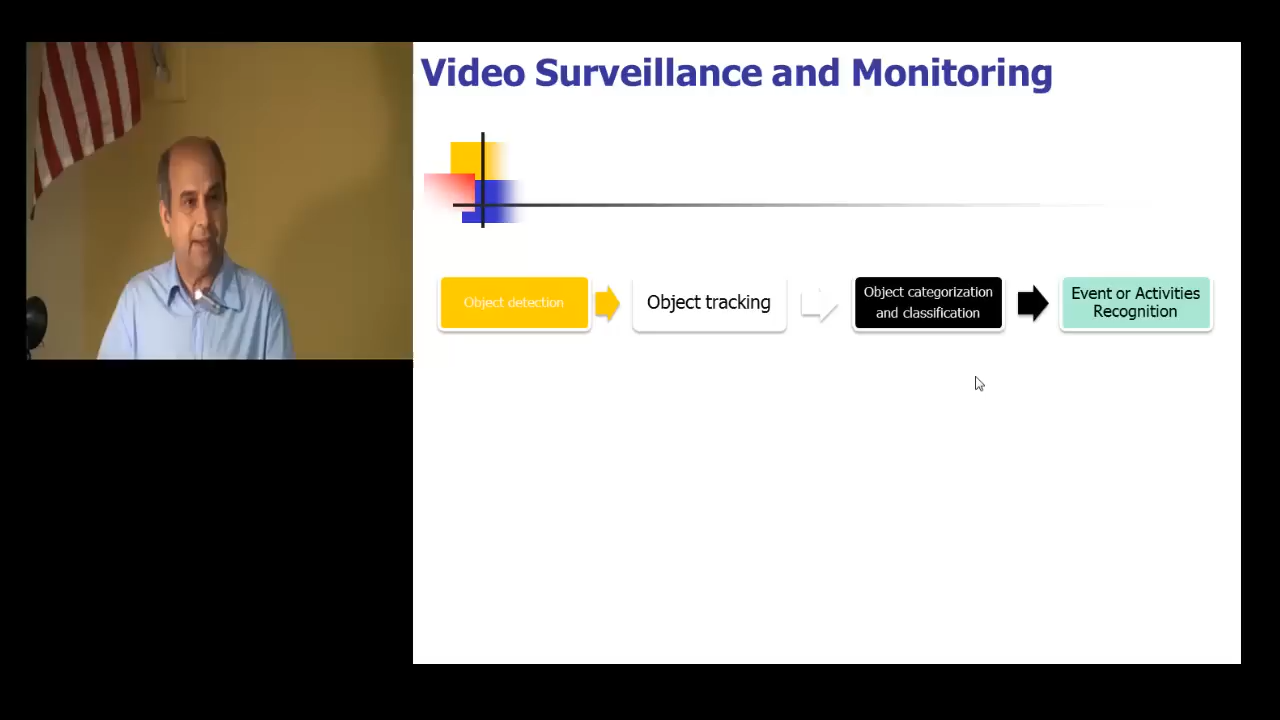 Video Surveillance and Monitoring
Object detection
Object tracking
Object categorization
and classification
Event or Activities
Recognition